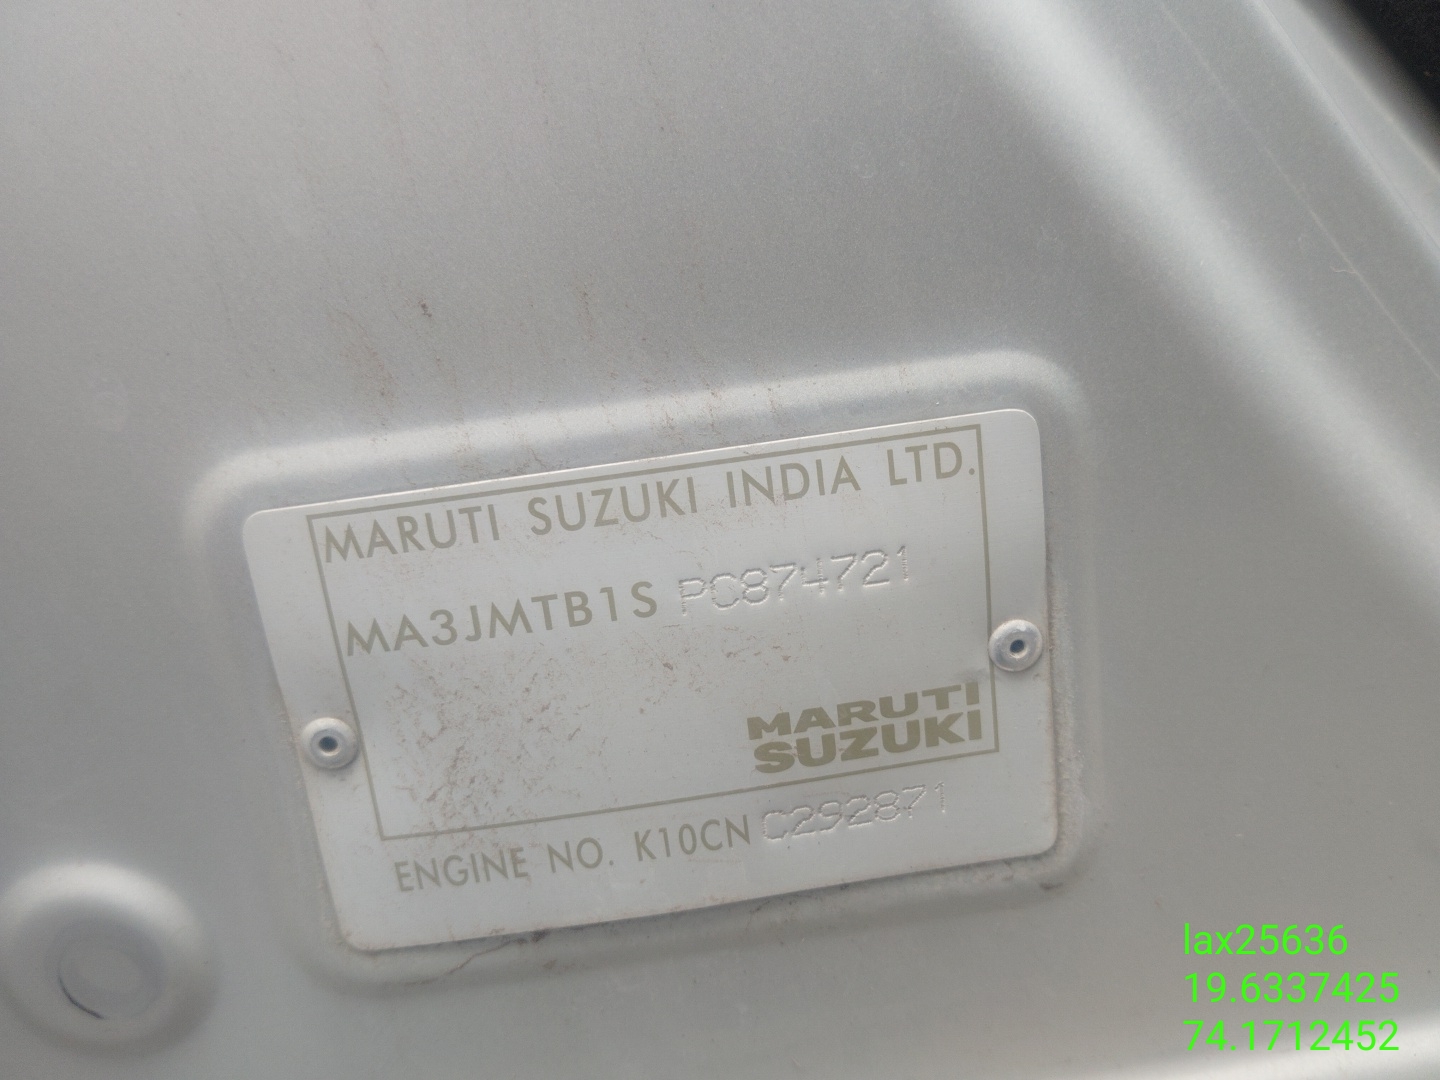 MARUTI SUZUKI INDIA LTD.
MA3JMTB1S PC874721
MARUTI
SUZUKI
ENGINE NO. K10CN C292871
lax25636
19.6337425
74.1712452